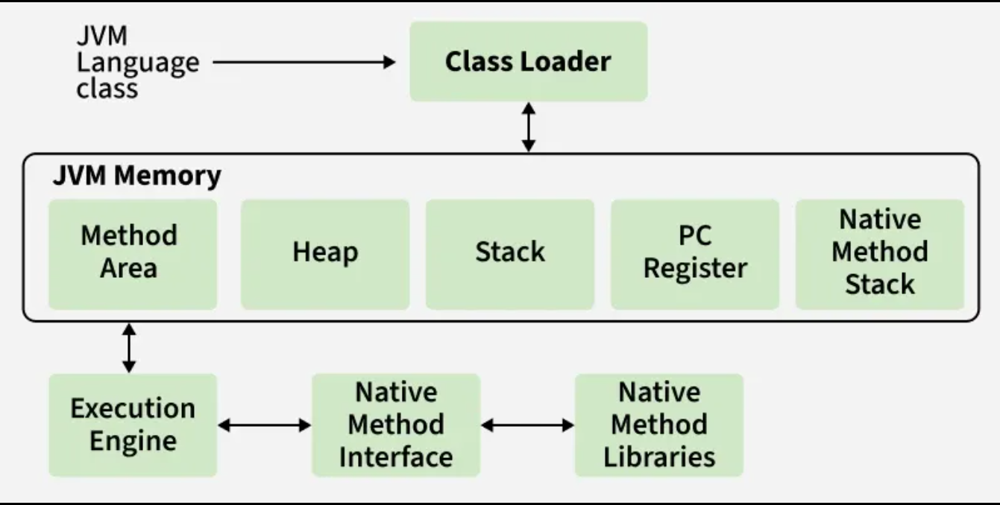 JVM
Language
class
Class Loader
JVM Memory
Method
Area
Heap
Stack
PC
Register
Native
Method
Stack
Execution
Engine
Native
Method
Interface
Native
Method
Libraries